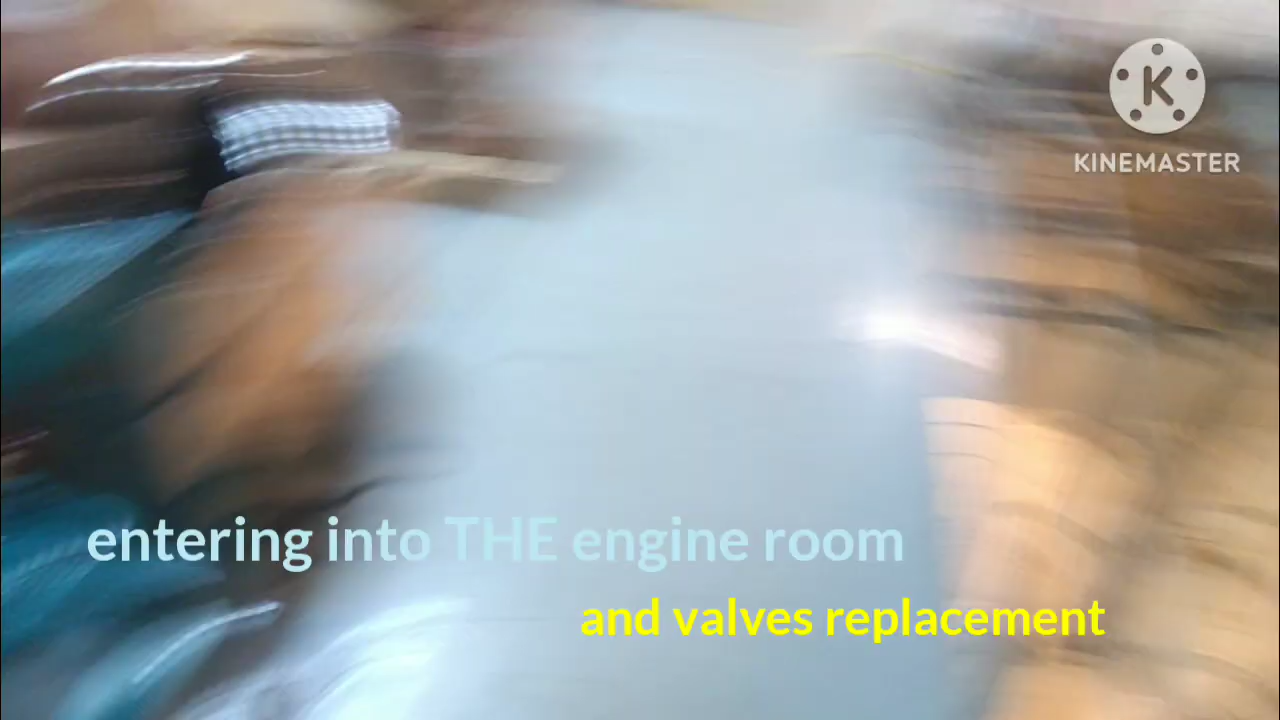 K
KINEMASTER
entering into THE engine room
and valves replacement